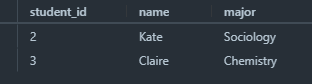 student_id name major
2 Kate Sociology
3 Claire Chemistry